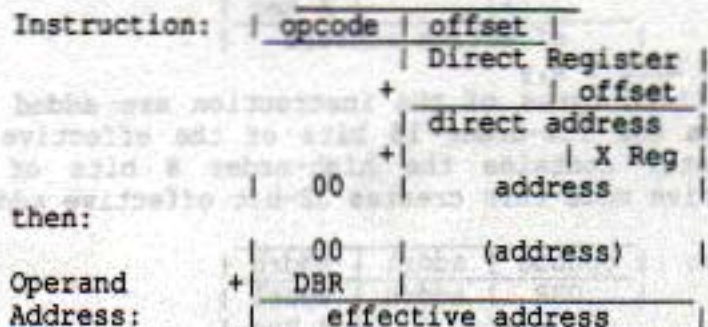 Instruction: | opcode | offset |
| Direct Register |
+ | offset |
| direct address |
+| | X Reg |
| 00 | address |
then:
| 00 | (address) |
Operand +| DBR |
Address: | effective address |